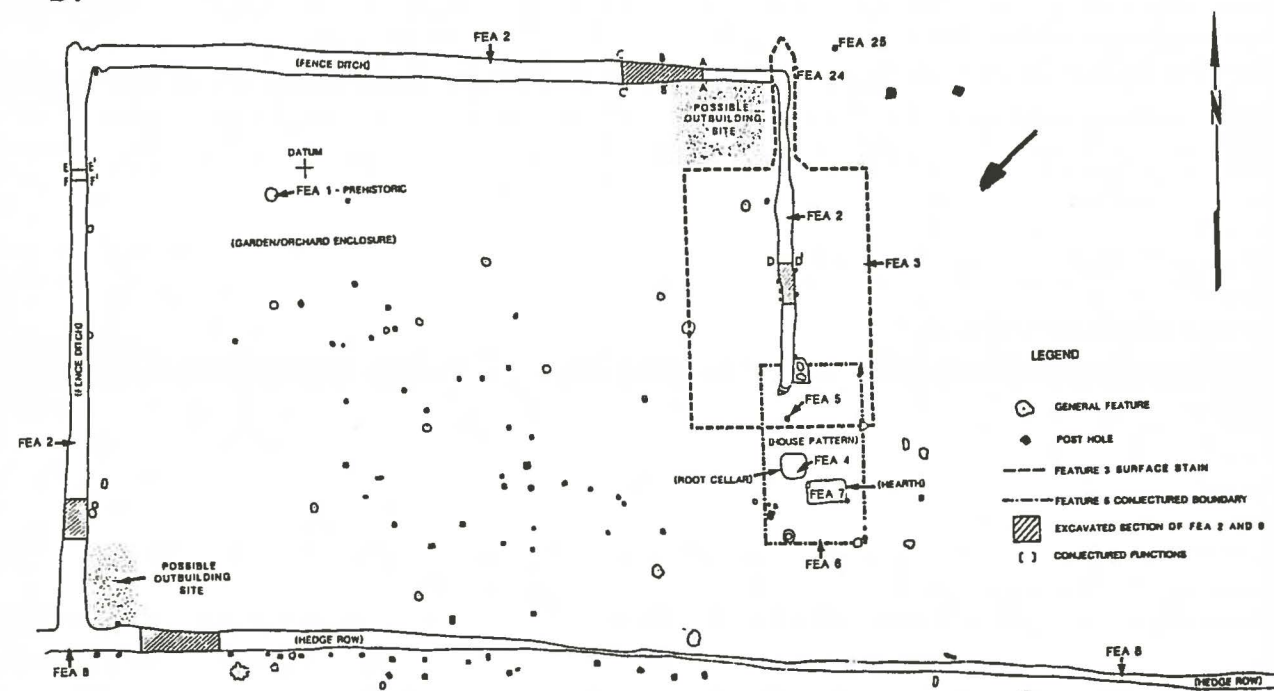 FEA 2
(FENCE DITCH)
C B A
C B A
FEA 25
FEA 24
POSSIBLE
OUTBUILDING
SITE
N
E E'
F F'
DATUM
FEA 1 - PREHISTORIC
(GARDEN/ORCHARD ENCLOSURE)
FEA 2
D D'
FEA 3
(FENCE DITCH)
FEA 2
FEA 5
(HOUSE PATTERN)
FEA 4
(ROOT CELLAR)
FEA 7
(HEARTH)
FEA 6
LEGEND
GENERAL FEATURE
POST HOLE
FEATURE 3 SURFACE STAIN
FEATURE 6 CONJECTURED BOUNDARY
EXCAVATED SECTION OF FEA 2 AND 8
( ) CONJECTURED FUNCTIONS
POSSIBLE
OUTBUILDING
SITE
(HEDGE ROW)
FEA 8
FEA 8
(HEDGE ROW)